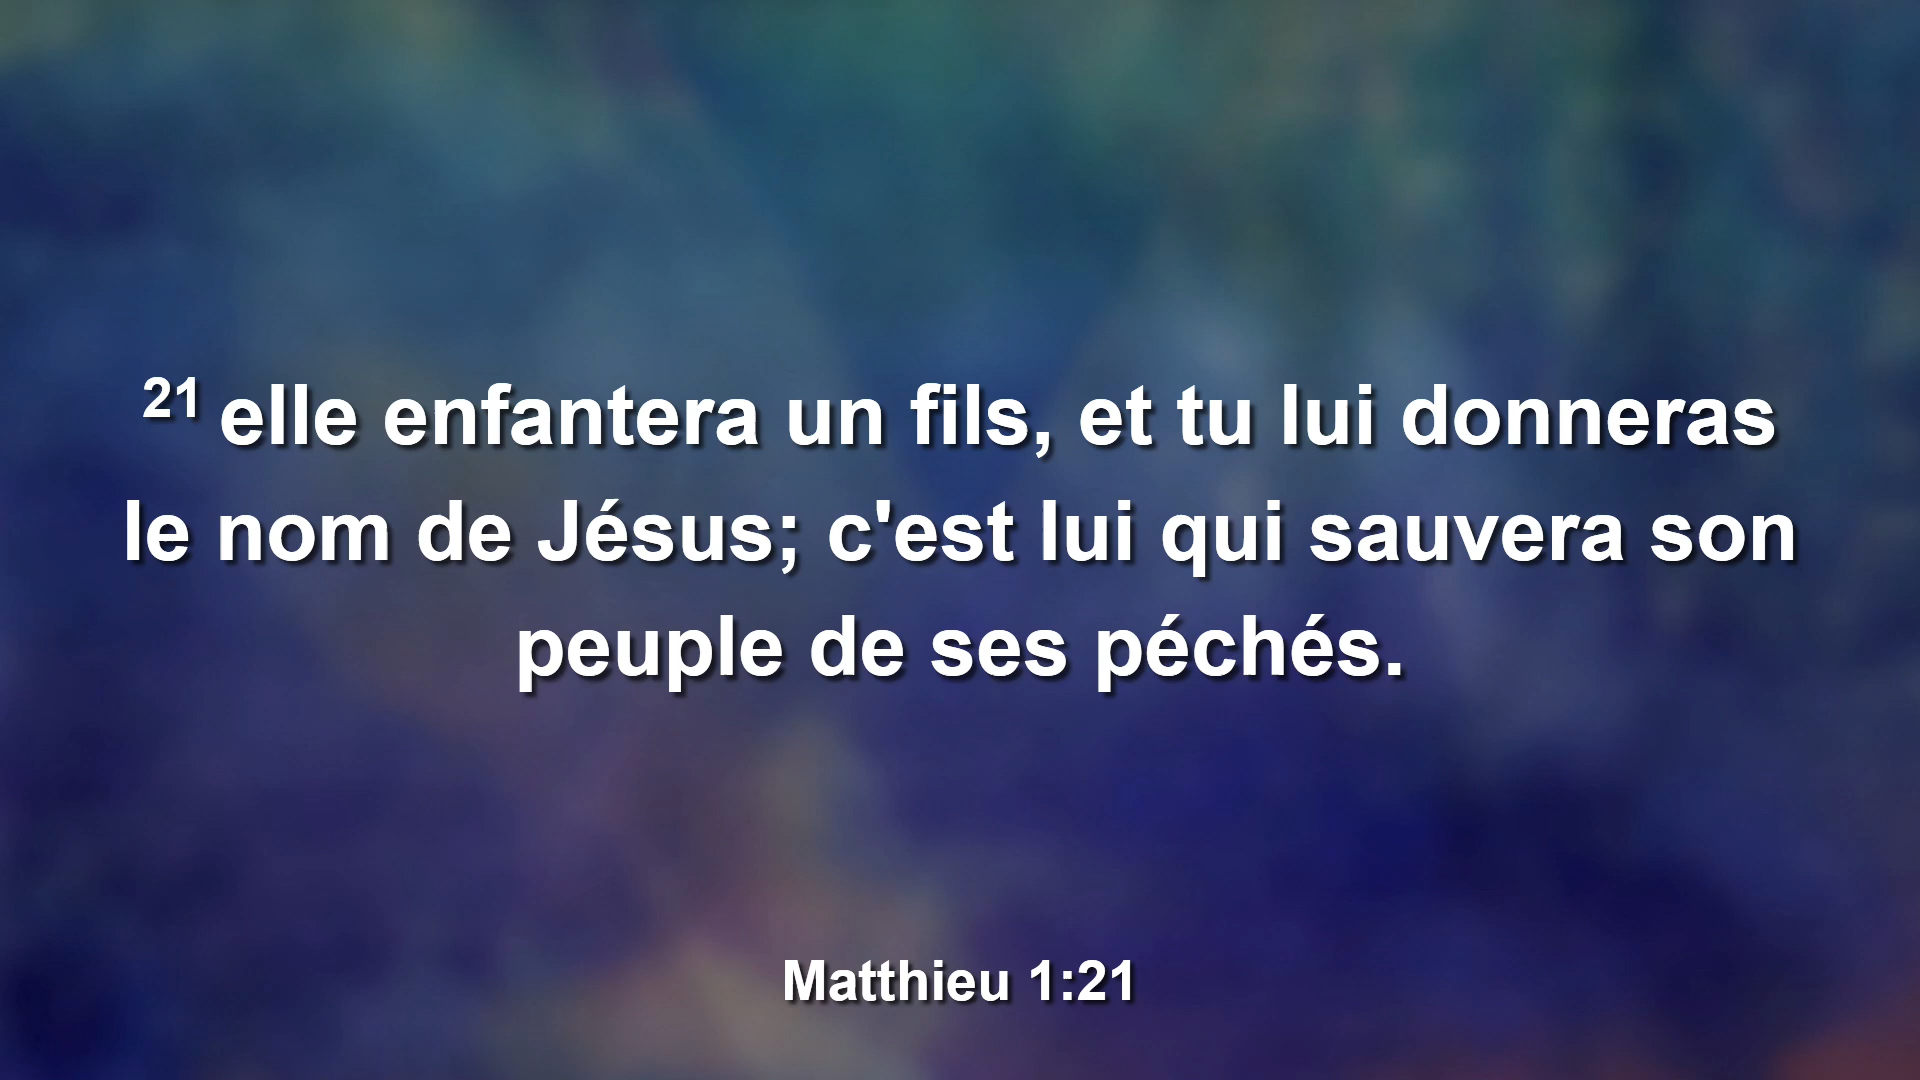 21 elle enfantera un fils, et tu lui donneras
le nom de Jésus; c'est lui qui sauvera son
peuple de ses péchés.
Matthieu 1:21